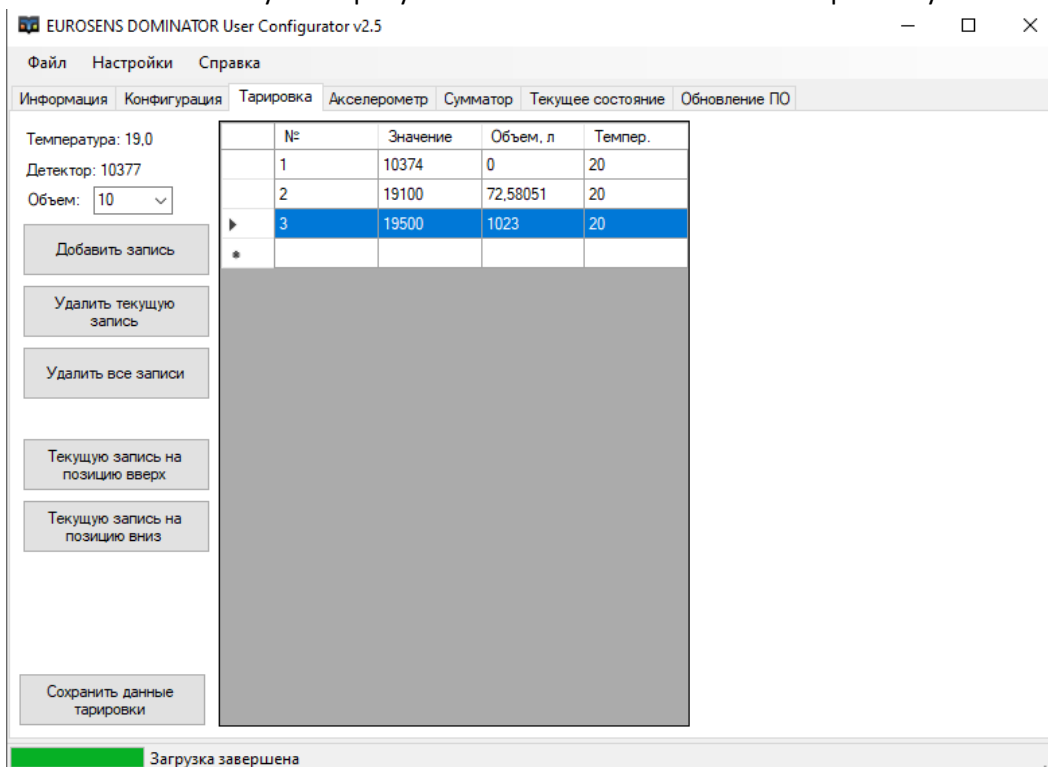 EUROSENS DOMINATOR User Configurator v2.5
Файл Настройки Справка
Информация Конфигурация Тарировка Акселерометр Сумматор Текущее состояние Обновление ПО
Температура: 19,0
Детектор: 10377
Объем: 10
Добавить запись
Удалить текущую
запись
Удалить все записи
Текущую запись на
позицию вверх
Текущую запись на
позицию вниз
Сохранить данные
тарировки
№ Значение Объем, л Темпер.
1 10374 0 20
2 19100 72,58051 20
3 19500 1023 20
Загрузка завершена